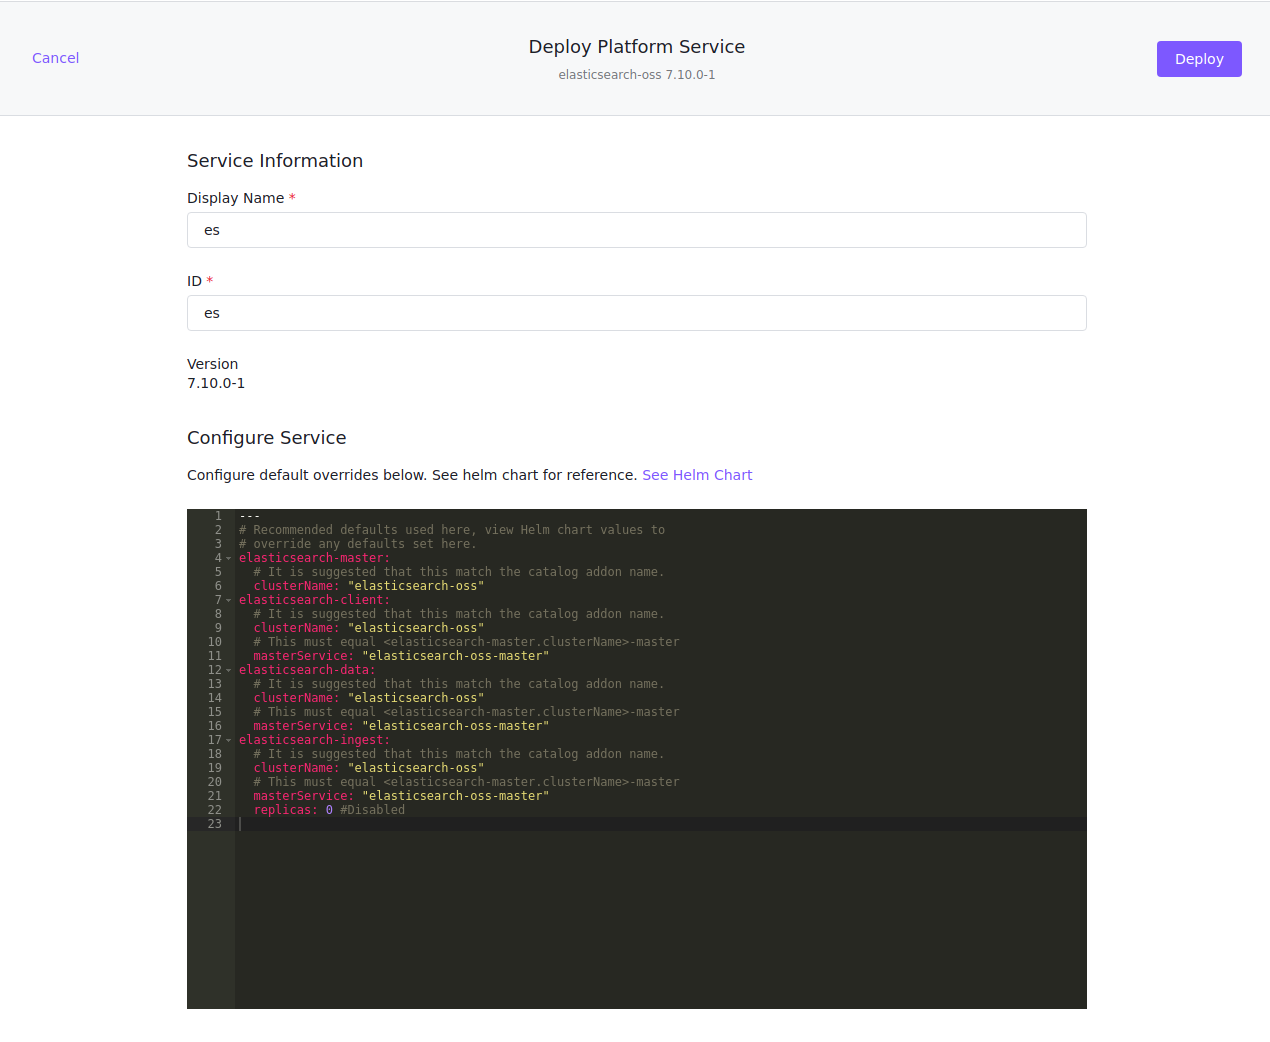 Cancel
Deploy Platform Service
elasticsearch-oss 7.10.0-1
Deploy
Service Information
Display Name *
es
ID *
es
Version
7.10.0-1
Configure Service
Configure default overrides below. See helm chart for reference. See Helm Chart
1 ---
2 # Recommended defaults used here, view Helm chart values to
3 # override any defaults set here.
4 elasticsearch-master:
5   # It is suggested that this match the catalog addon name.
6   clusterName: "elasticsearch-oss"
7 elasticsearch-client:
8   # It is suggested that this match the catalog addon name.
9   clusterName: "elasticsearch-oss"
10   # This must equal <elasticsearch-master.clusterName>-master
11   masterService: "elasticsearch-oss-master"
12 elasticsearch-data:
13   # It is suggested that this match the catalog addon name.
14   clusterName: "elasticsearch-oss"
15   # This must equal <elasticsearch-master.clusterName>-master
16   masterService: "elasticsearch-oss-master"
17 elasticsearch-ingest:
18   # It is suggested that this match the catalog addon name.
19   clusterName: "elasticsearch-oss"
20   # This must equal <elasticsearch-master.clusterName>-master
21   masterService: "elasticsearch-oss-master"
22   replicas: 0 #Disabled
23